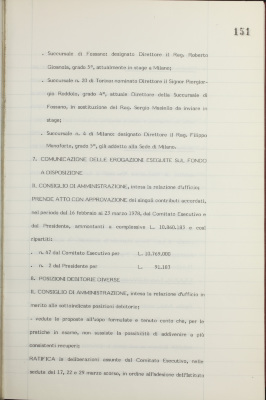 151
. Succursale di Fossano: designato Direttore il Rag. Roberto
grado 5°, attualmente in stage a Milano;
. Succursale n. 20 di Torino: nominato Direttore il Signor Piergior-
gio Roddolo, grado 4°, attuale Direttore della Succursale di
Fossano, in sostituzione del Rag. Sergio da inviare in
stage;
. Succursale n. 6 di Milano: designato Direttore il Rag. Filippo
grado 5°, già addetto alla Sede di Milano.
7. COMUNICAZIONE DELLE EROGAZIONI ESEGUITE SUL FONDO
A DISPOSIZIONE
IL CONSIGLIO DI AMMINISTRAZIONE, intesa la relazione d'ufficio,
PRENDE ATTO CON APPROVAZIONE dei singoli contributi accordati,
nel periodo dal 16 febbraio al 23 marzo 1978, dal Comitato Esecutivo e
dal Presidente, ammontanti a complessive L. 10.860.183 e così
ripartiti:
. n. 67 dal Comitato Esecutivo per L. 10.769.000
. n. 3 dal Presidente per L. 91.183
8. POSIZIONI DEBITORIE DIVERSE
IL CONSIGLIO DI AMMINISTRAZIONE, intesa la relazione d'ufficio in
merito alle sottoindicate posizioni debitorie;
- vedute le proposte all'uopo formulate e tenuto conto che, per le
pratiche in esame, non sussiste la possibilità di addivenire a più
consistenti recuperi;
RATIFICA le deliberazioni assunte dal Comitato Esecutivo, nelle
sedute del 17, 23 e 29 marzo scorso, in ordine all'adesione dell'Istituto